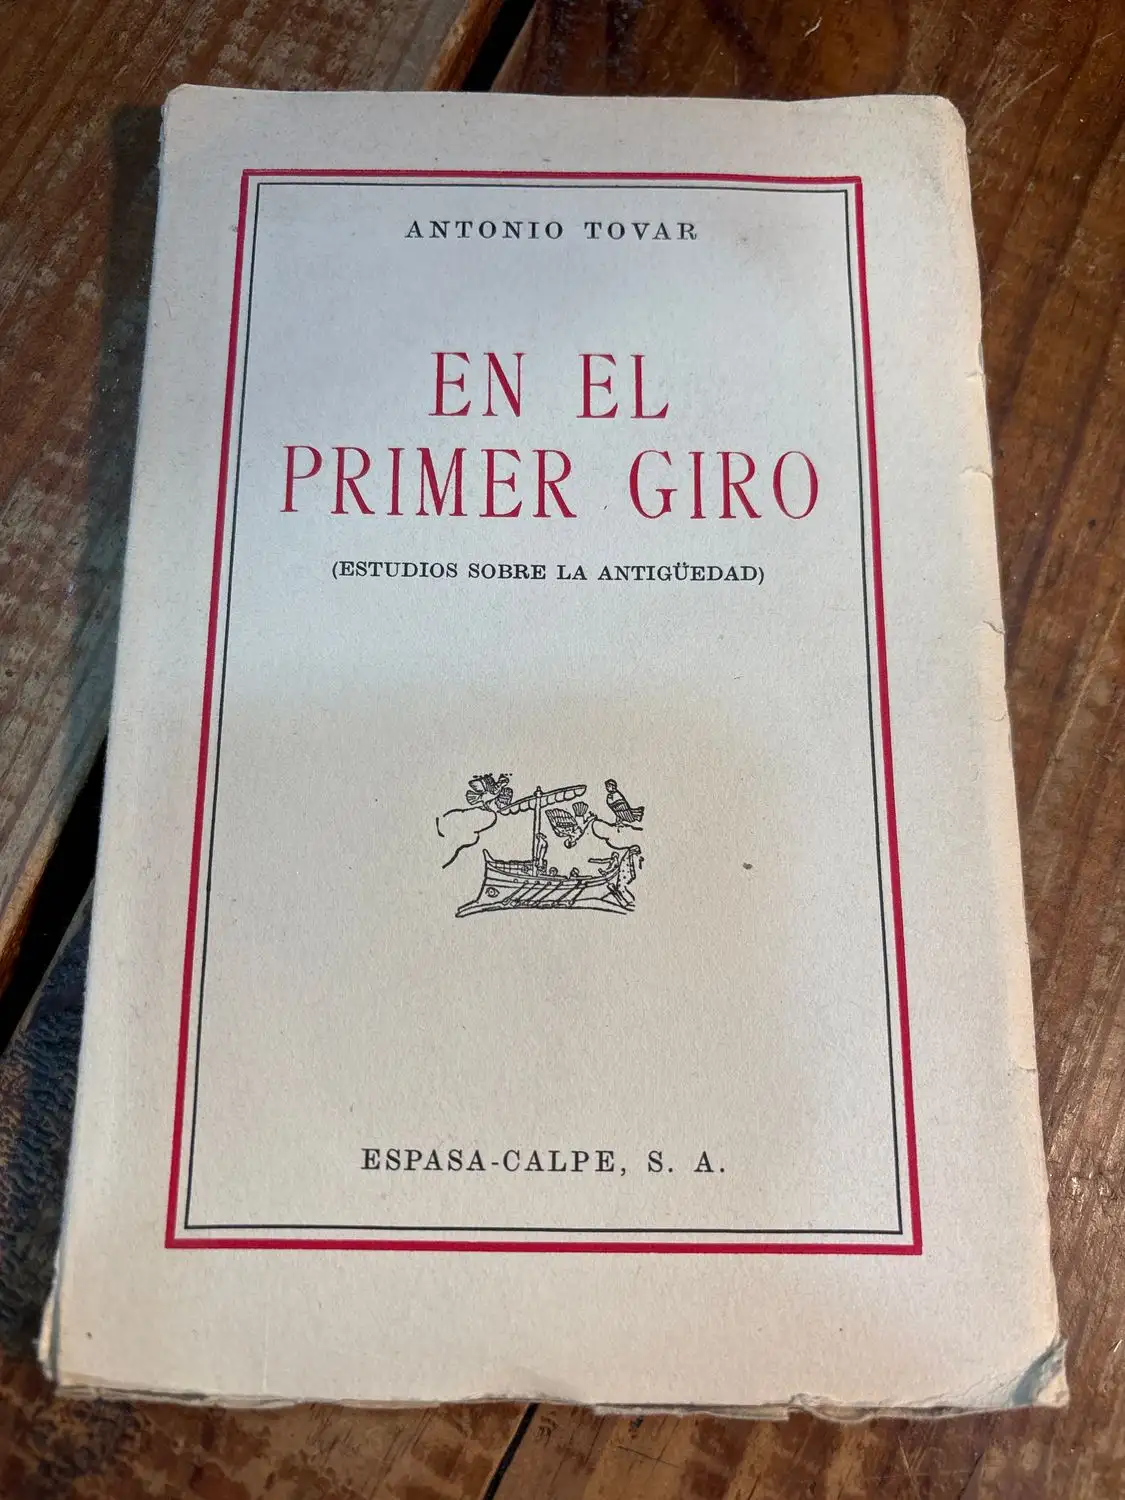 ANTONIO TOVAR
EN EL
PRIMER GIRO
(ESTUDIOS SOBRE LA ANTIGÜEDAD)
ESPASA-CALPE, S. A.